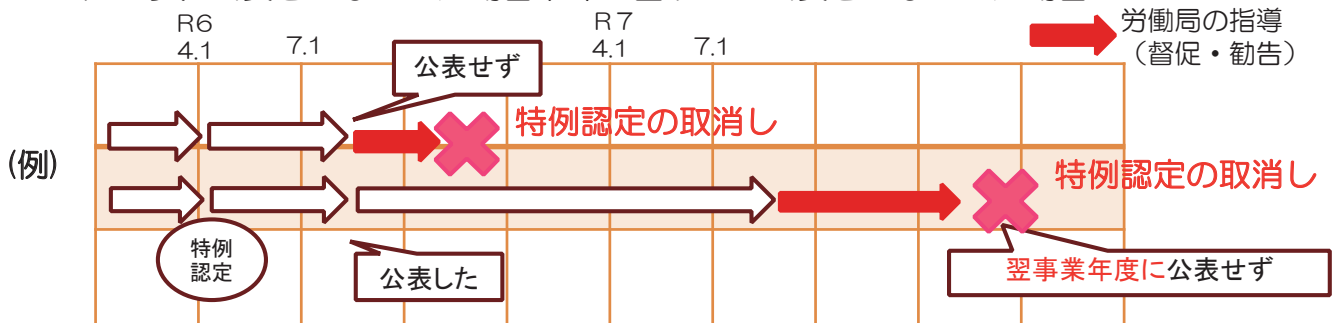 R6
4.1
7.1
R7
4.1
7.1
労働局の指導
(督促・勧告)
公表せず
特例認定の取消し
(例)
特例認定の取消し
特例
認定
公表した
翌事業年度に公表せず